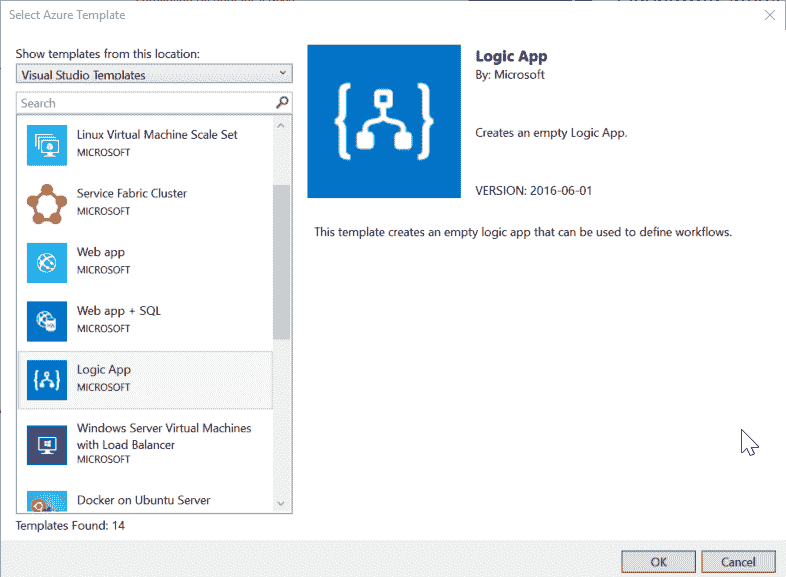 Select Azure Template
Show templates from this location:
Visual Studio Templates
Search
Linux Virtual Machine Scale Set
MICROSOFT
Service Fabric Cluster
MICROSOFT
Web app
MICROSOFT
Web app + SQL
MICROSOFT
Logic App
MICROSOFT
Windows Server Virtual Machines
with Load Balancer
MICROSOFT
Docker on Ubuntu Server
Templates Found: 14
Logic App
By: Microsoft
Creates an empty Logic App.
VERSION: 2016-06-01
This template creates an empty logic app that can be used to define workflows.
OK
Cancel